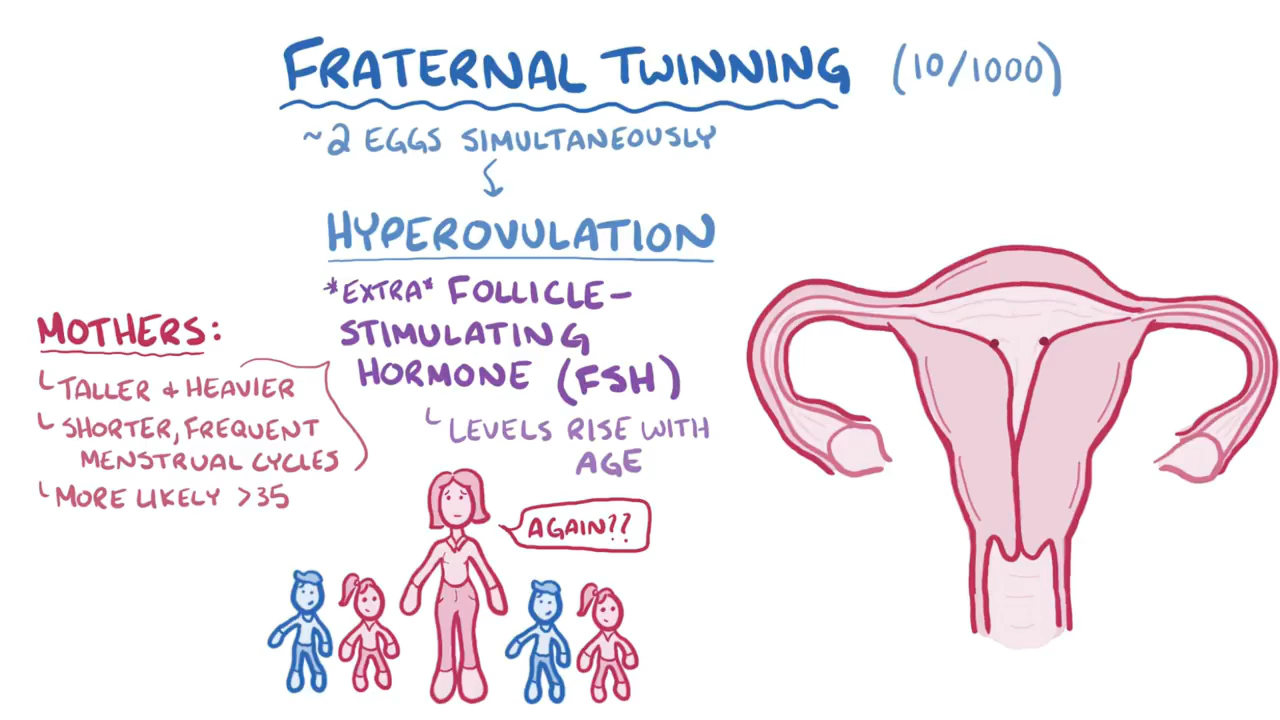 FRATERNAL TWINNING (10/1000)
~2 EGGS SIMULTANEOUSLY
HYPEROVULATION
*EXTRA* FOLLICLE-
STIMULATING
HORMONE (FSH)
LEVELS RISE WITH
AGE
MOTHERS:
TALLER & HEAVIER
SHORTER, FREQUENT
MENSTRUAL CYCLES
MORE LIKELY >35
AGAIN??